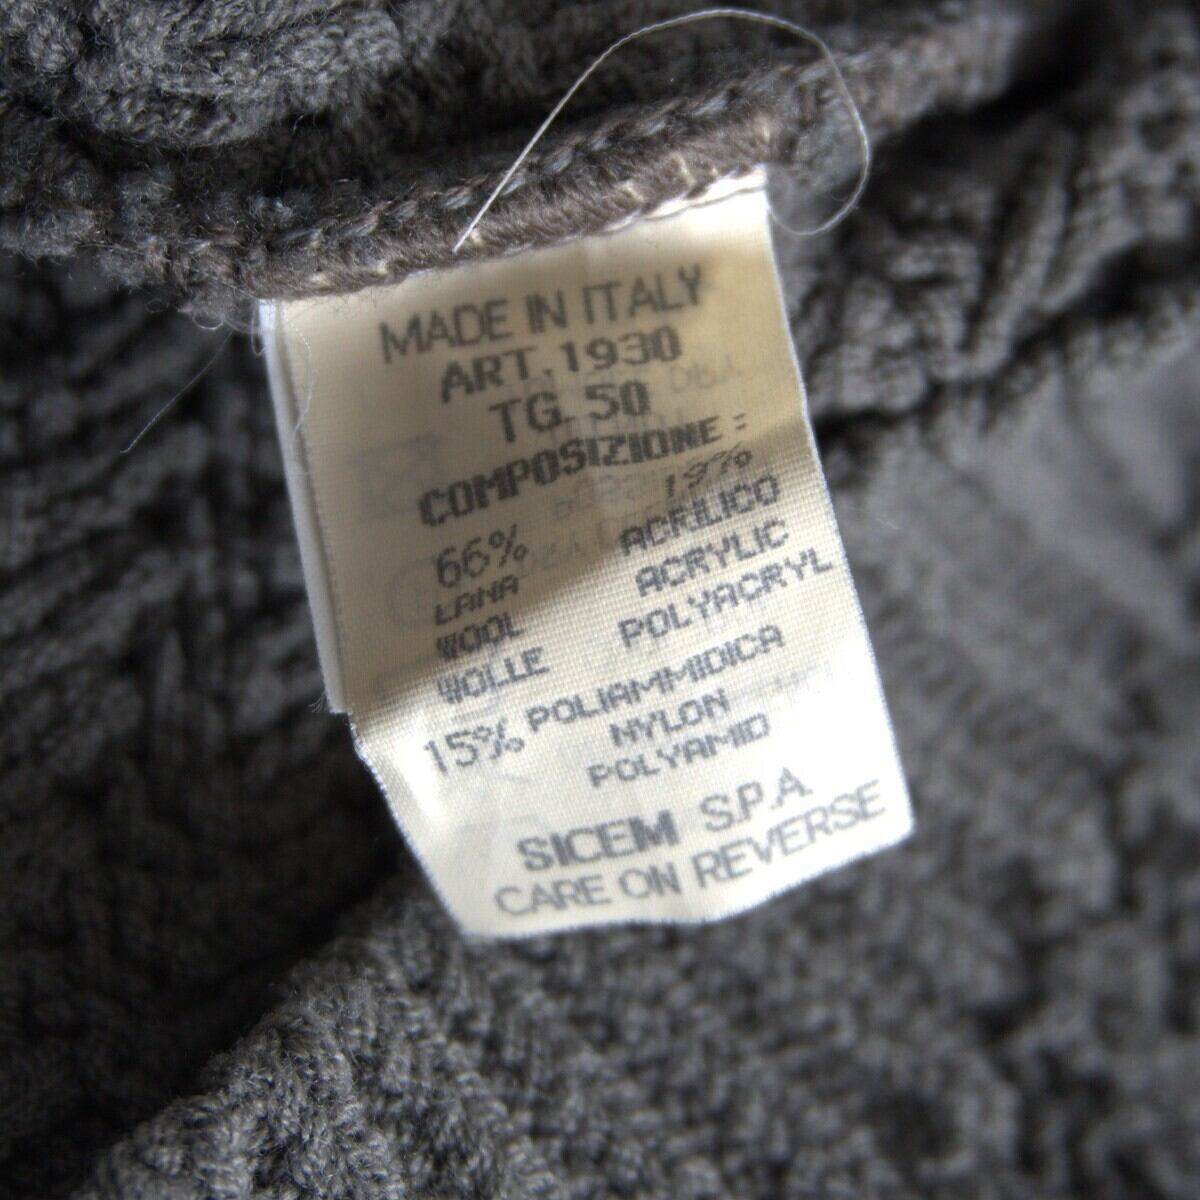 MADE IN ITALY
ART.1930
TG.50
COMPOSIZIONE:
66% 19%
LANA ACRILICO
WOOL ACRYLIC
WOLLE POLYACRYL
15% POLIAMMIDICA
NYLON
POLYAMID
SICEM S.P.A.
CARE ON REVERSE